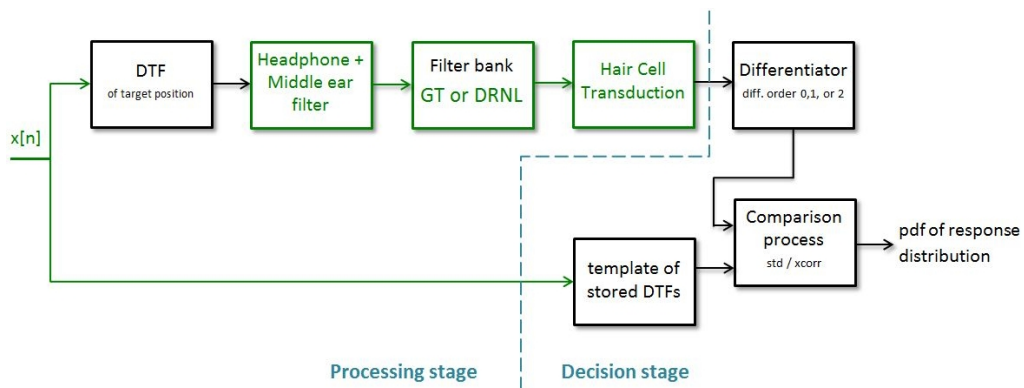 DTF
of target position
Headphone +
Middle ear
filter
Filter bank
GT or DRNL
Hair Cell
Transduction
Differentiator
diff. order 0,1, or 2
x[n]
Comparison
process
std / xcorr
pdf of response
distribution
template of
stored DTFs
Processing stage
Decision stage